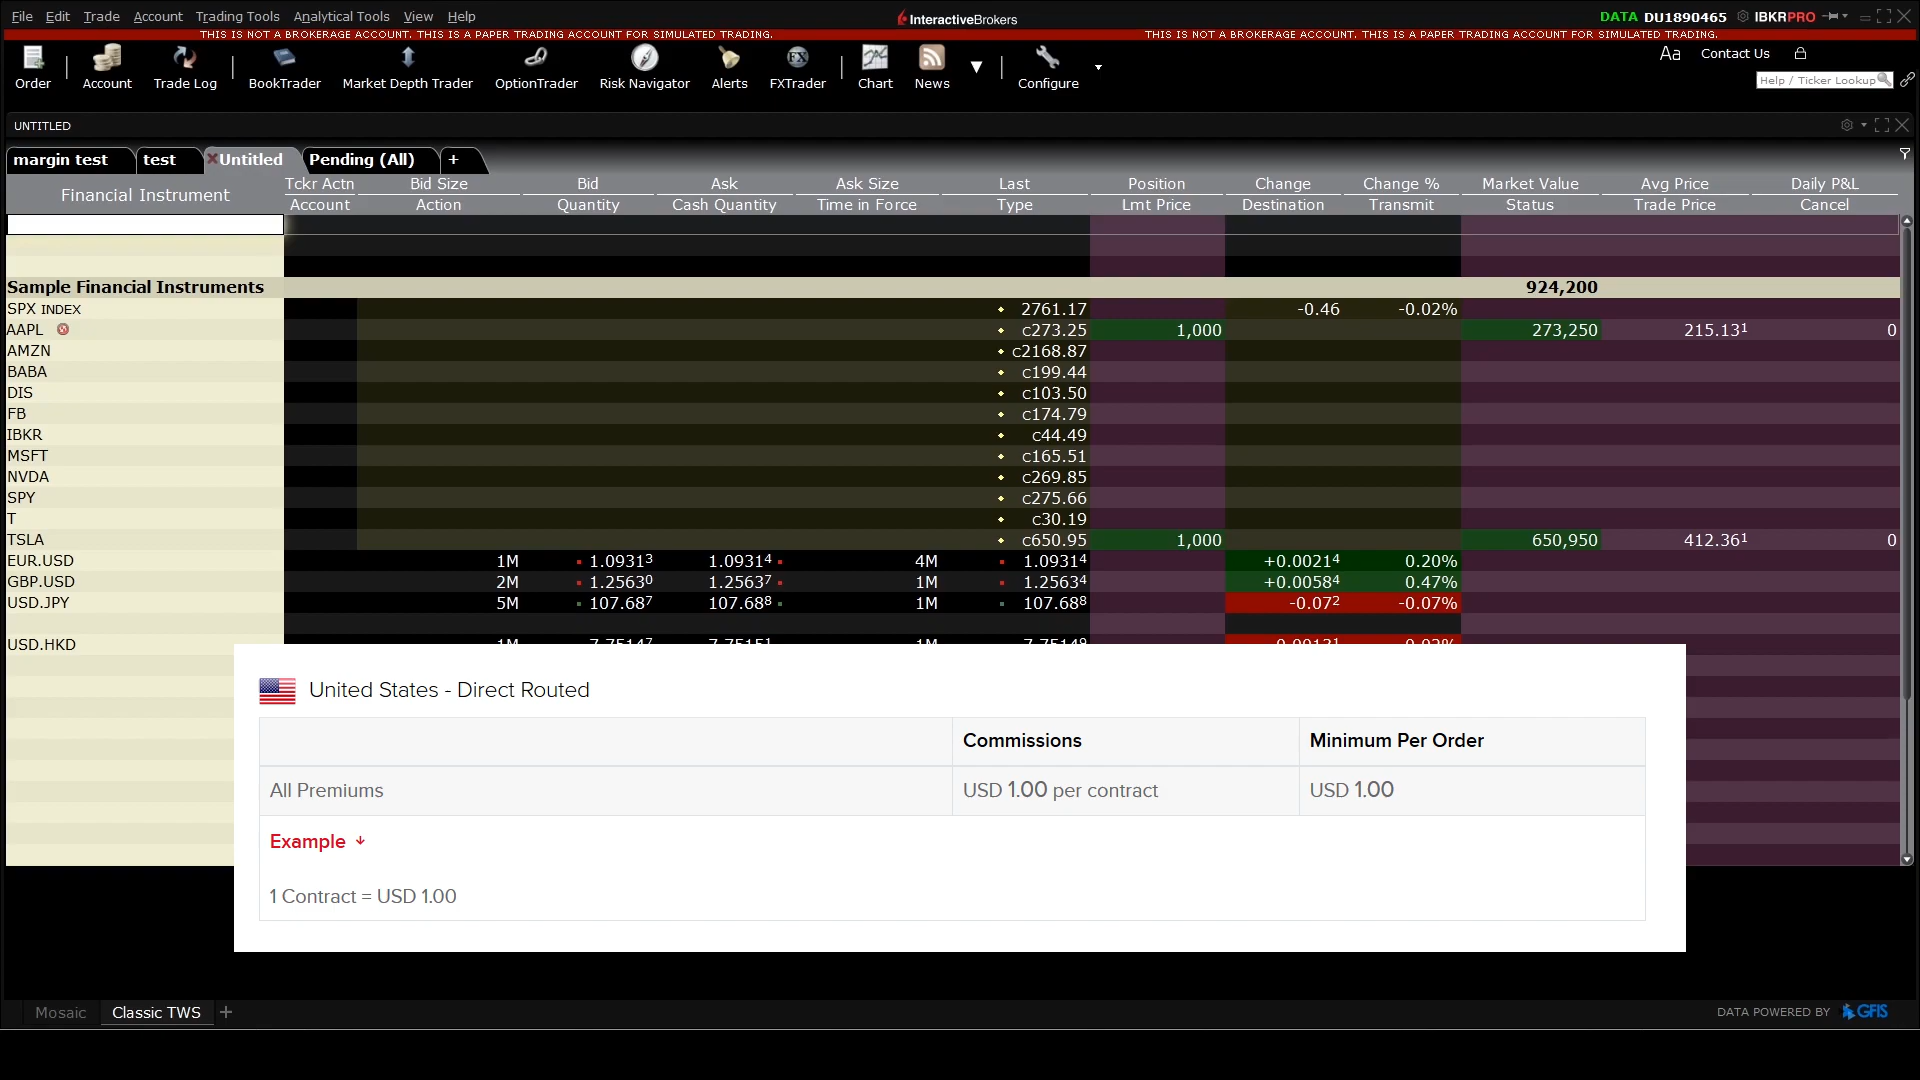 File Edit Trade Account Trading Tools Analytical Tools View Help
InteractiveBrokers
DATA DU1890465 IBKRPRO
THIS IS NOT A BROKERAGE ACCOUNT. THIS IS A PAPER TRADING ACCOUNT FOR SIMULATED TRADING.
THIS IS NOT A BROKERAGE ACCOUNT. THIS IS A PAPER TRADING ACCOUNT FOR SIMULATED TRADING.
Aa Contact Us
FX
Order Account Trade Log BookTrader Market Depth Trader OptionTrader Risk Navigator Alerts FXTrader Chart News Configure
Help / Ticker Lookup
UNTITLED
margin test test Untitled Pending (All) +
Financial Instrument
Tckr Actn Bid Size Bid Ask Ask Size Last Position Change Change % Market Value Avg Price Daily P&L
Account Action Quantity Cash Quantity Time in Force Type Lmt Price Destination Transmit Status Trade Price Cancel
Sample Financial Instruments 924,200
SPX INDEX 2761.17 -0.46 -0.02%
AAPL c273.25 1,000 273,250 215.131 0
AMZN c2168.87
BABA c199.44
DIS c103.50
FB c174.79
IBKR c44.49
MSFT c165.51
NVDA c269.85
SPY c275.66
T c30.19
TSLA c650.95 1,000 650,950 412.361 0
EUR.USD 1M 1.09313 1.09314 4M 1.09314 +0.00214 0.20%
GBP.USD 2M 1.25630 1.25637 1M 1.25634 +0.00584 0.47%
USD.JPY 5M 107.687 107.688 1M 107.688 -0.072 -0.07%
USD.HKD
United States - Direct Routed
Commissions Minimum Per Order
All Premiums USD 1.00 per contract USD 1.00
Example ↓
1 Contract = USD 1.00
Mosaic Classic TWS +
DATA POWERED BY GFIS